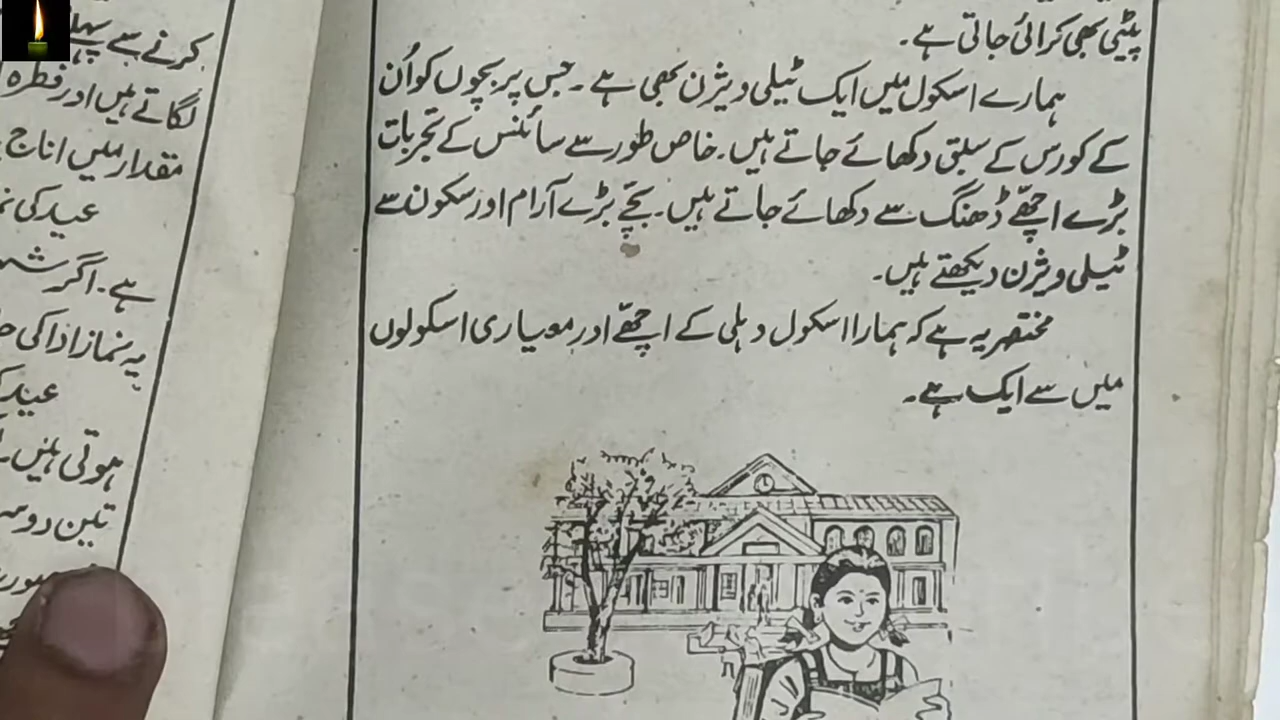 پٹیی بھی کرائی جاتی ہے۔
ہمارے اسکول میں ایک ٹیلی ویژن بھی ہے ۔ جس پر بچوں کو اُن
کے کورس کے سبق دکھائے جاتے ہیں۔ خاص طور سے سائنس کے تجربات
بڑے اچھّے ڈھنگ سے دکھائے جاتے ہیں۔ بچّے بڑے آرام اور سکون سے
ٹیلی ویژن دیکھتے ہیں۔
مختصر یہ ہے کہ ہمارا اسکول دہلی کے اچھّے اور معیاری اسکولوں
میں سے ایک ہے۔
کرنے سے پہلے
لگاتے ہیں اور فطرہ
مقدار میں اناج
عید کی
ہے۔ اگر
یہ نماز ادا کی
عید
ہوتی ہیں۔
تین